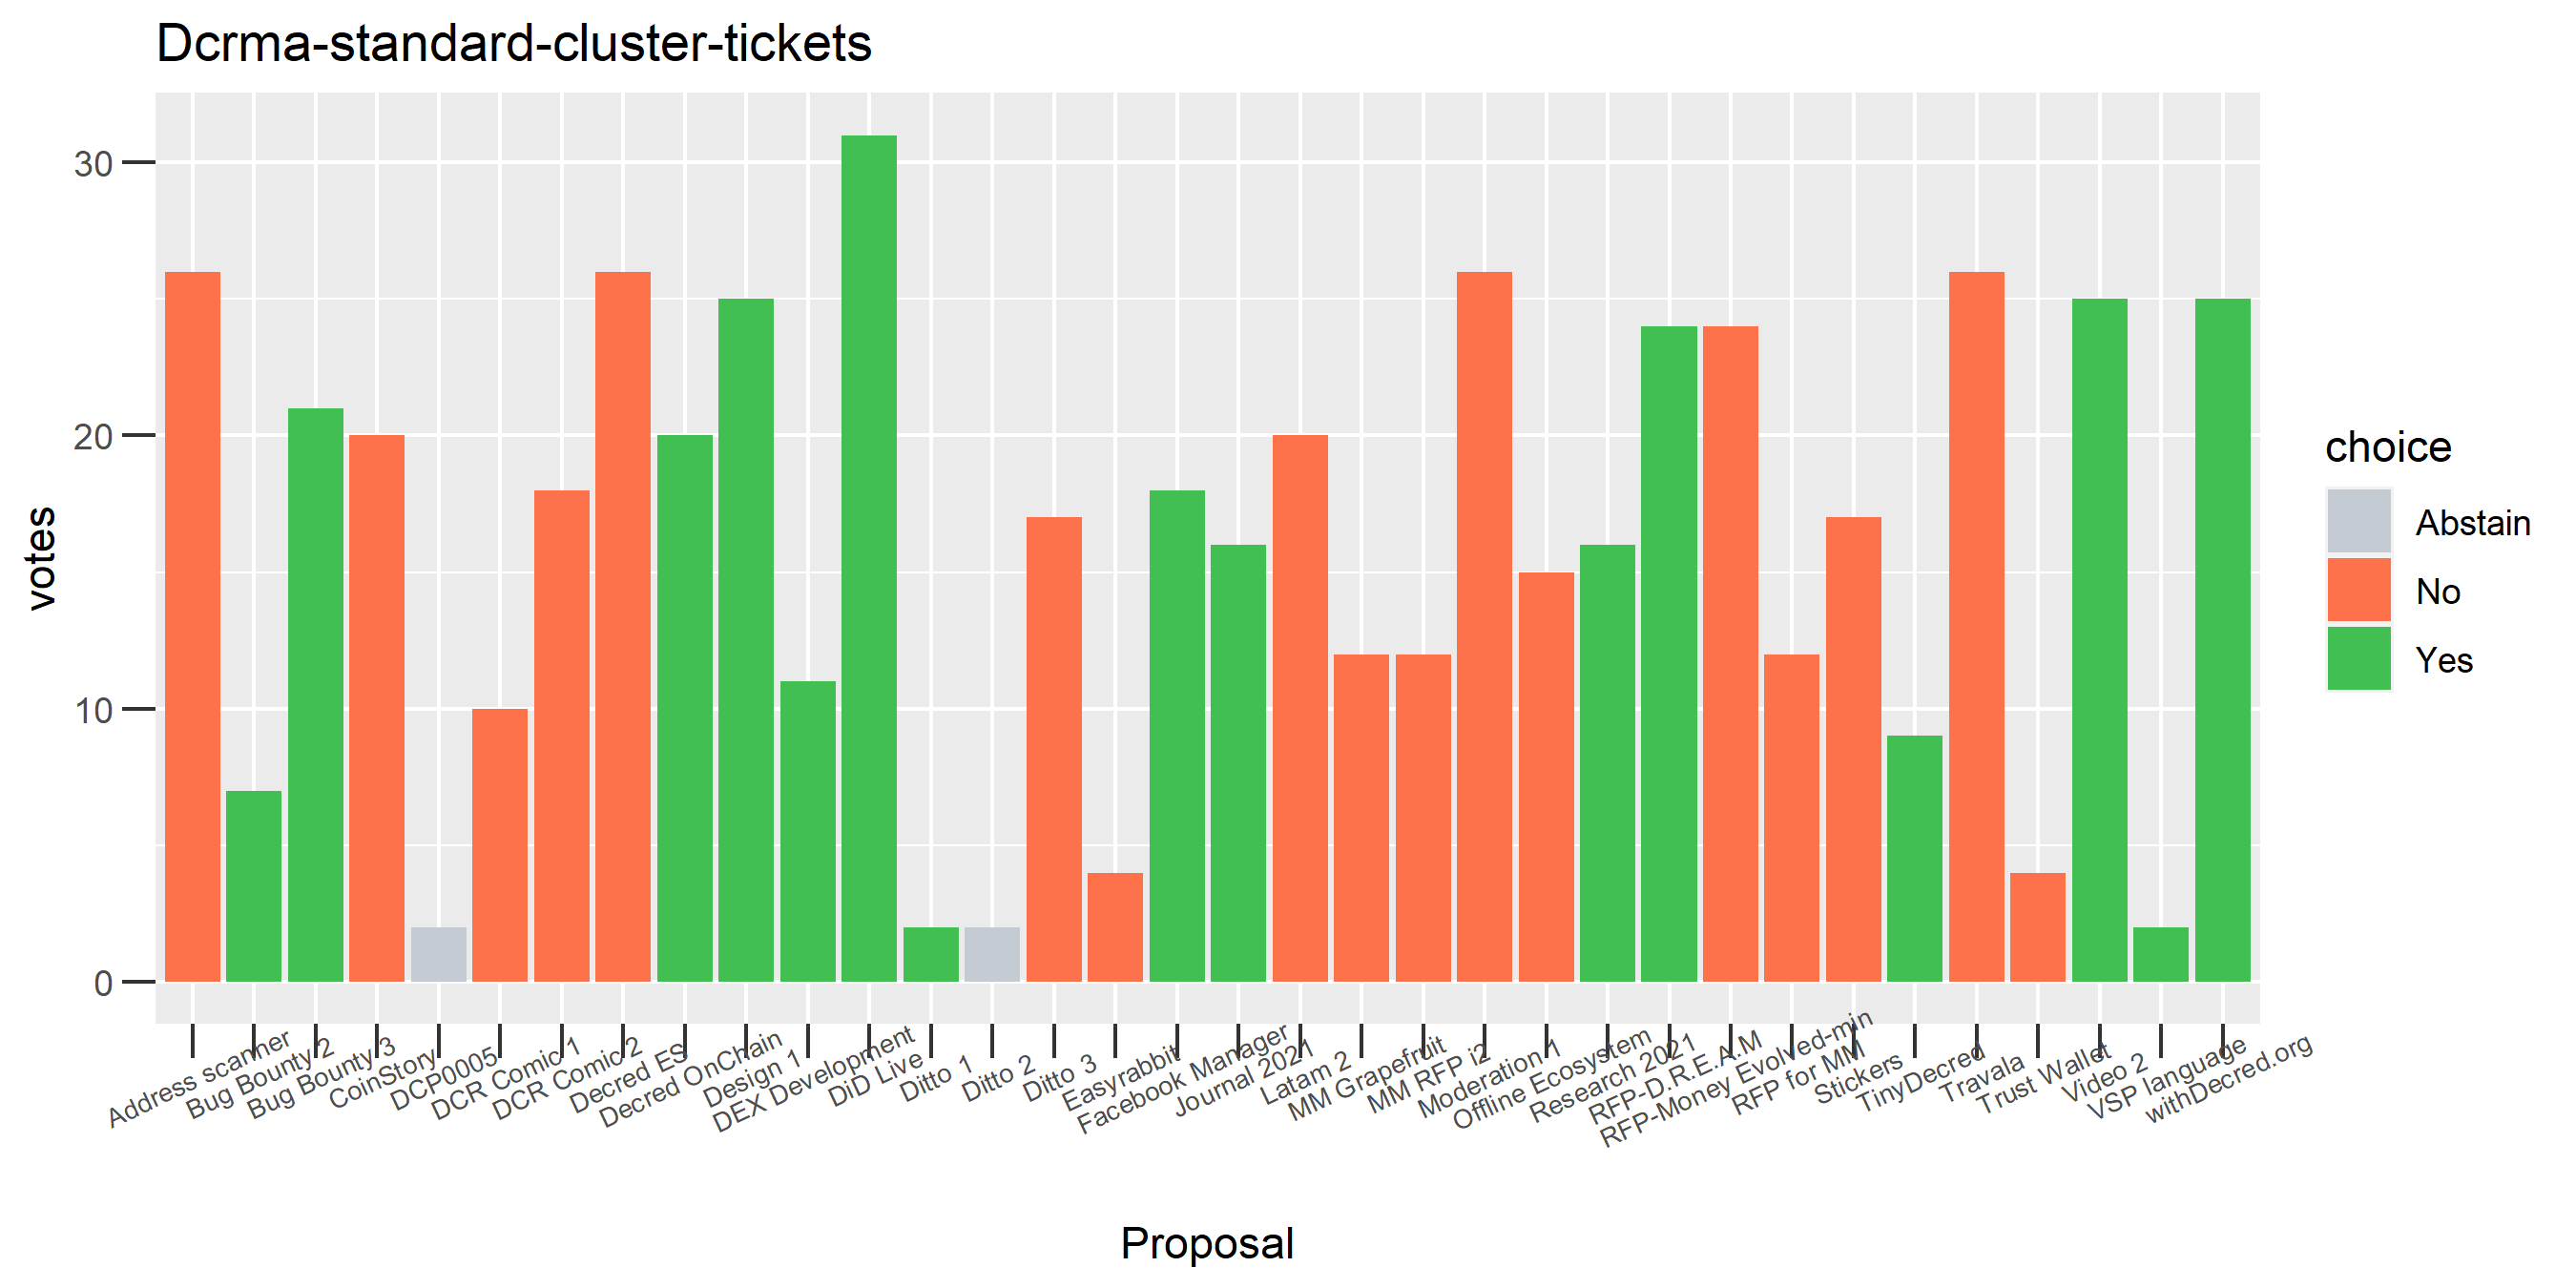 Dcrma-standard-cluster-tickets
30
20
10
0
votes
Address scanner
Bug Bounty 2
Bug Bounty 3
CoinStory
DCP0005
DCR Comic 1
DCR Comic 2
Decred ES
Decred OnChain
Design 1
DEX Development
DiD Live
Ditto 1
Ditto 2
Ditto 3
Easyrabbit
Facebook Manager
Journal 2021
Latam 2
MM Grapefruit
MM RFP i2
Moderation 1
Offline Ecosystem
Research 2021
RFP-D.R.E.A.M
RFP-Money Evolved-min
RFP for MM
Stickers
TinyDecred
Travala
Trust Wallet
Video 2
VSP language
withDecred.org
Proposal
choice
Abstain
No
Yes